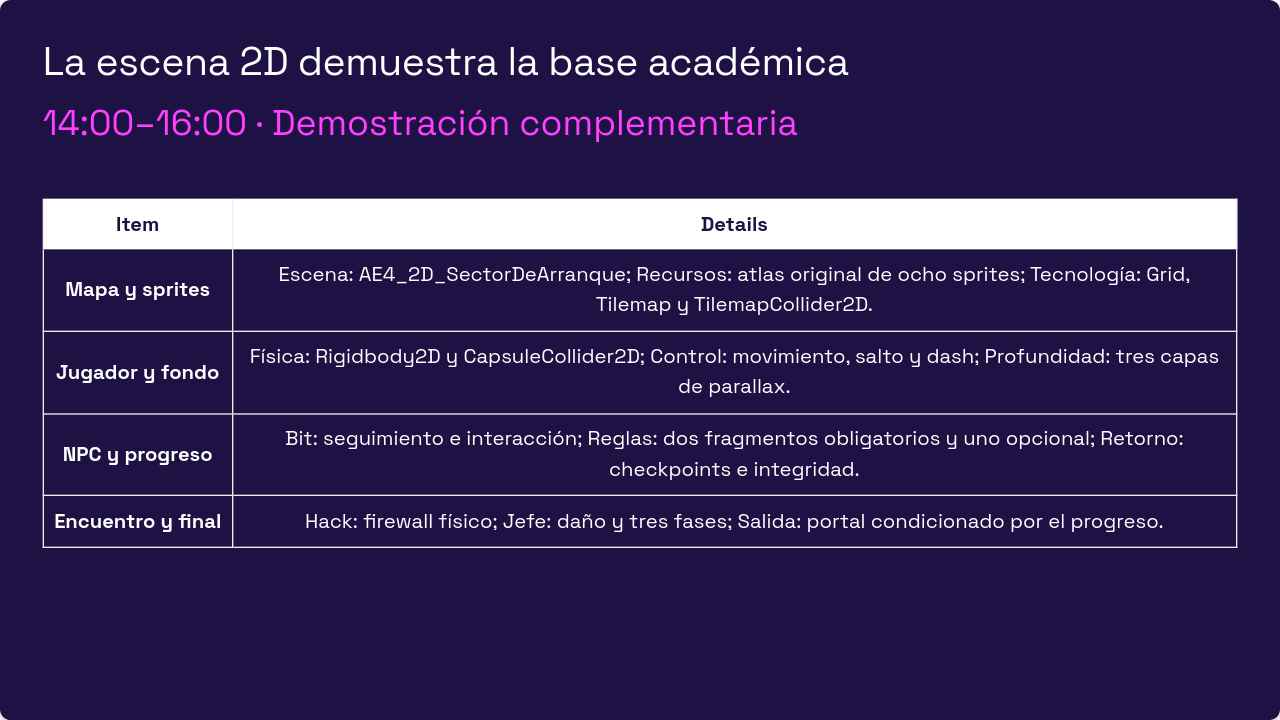 La escena 2D demuestra la base académica
14:00–16:00 · Demostración complementaria
Item
Details
Mapa y sprites
Escena: AE4_2D_SectorDeArranque; Recursos: atlas original de ocho sprites; Tecnología: Grid,
Tilemap y TilemapCollider2D.
Jugador y fondo
Física: Rigidbody2D y CapsuleCollider2D; Control: movimiento, salto y dash; Profundidad: tres capas
de parallax.
NPC y progreso
Bit: seguimiento e interacción; Reglas: dos fragmentos obligatorios y uno opcional; Retorno:
checkpoints e integridad.
Encuentro y final
Hack: firewall físico; Jefe: daño y tres fases; Salida: portal condicionado por el progreso.